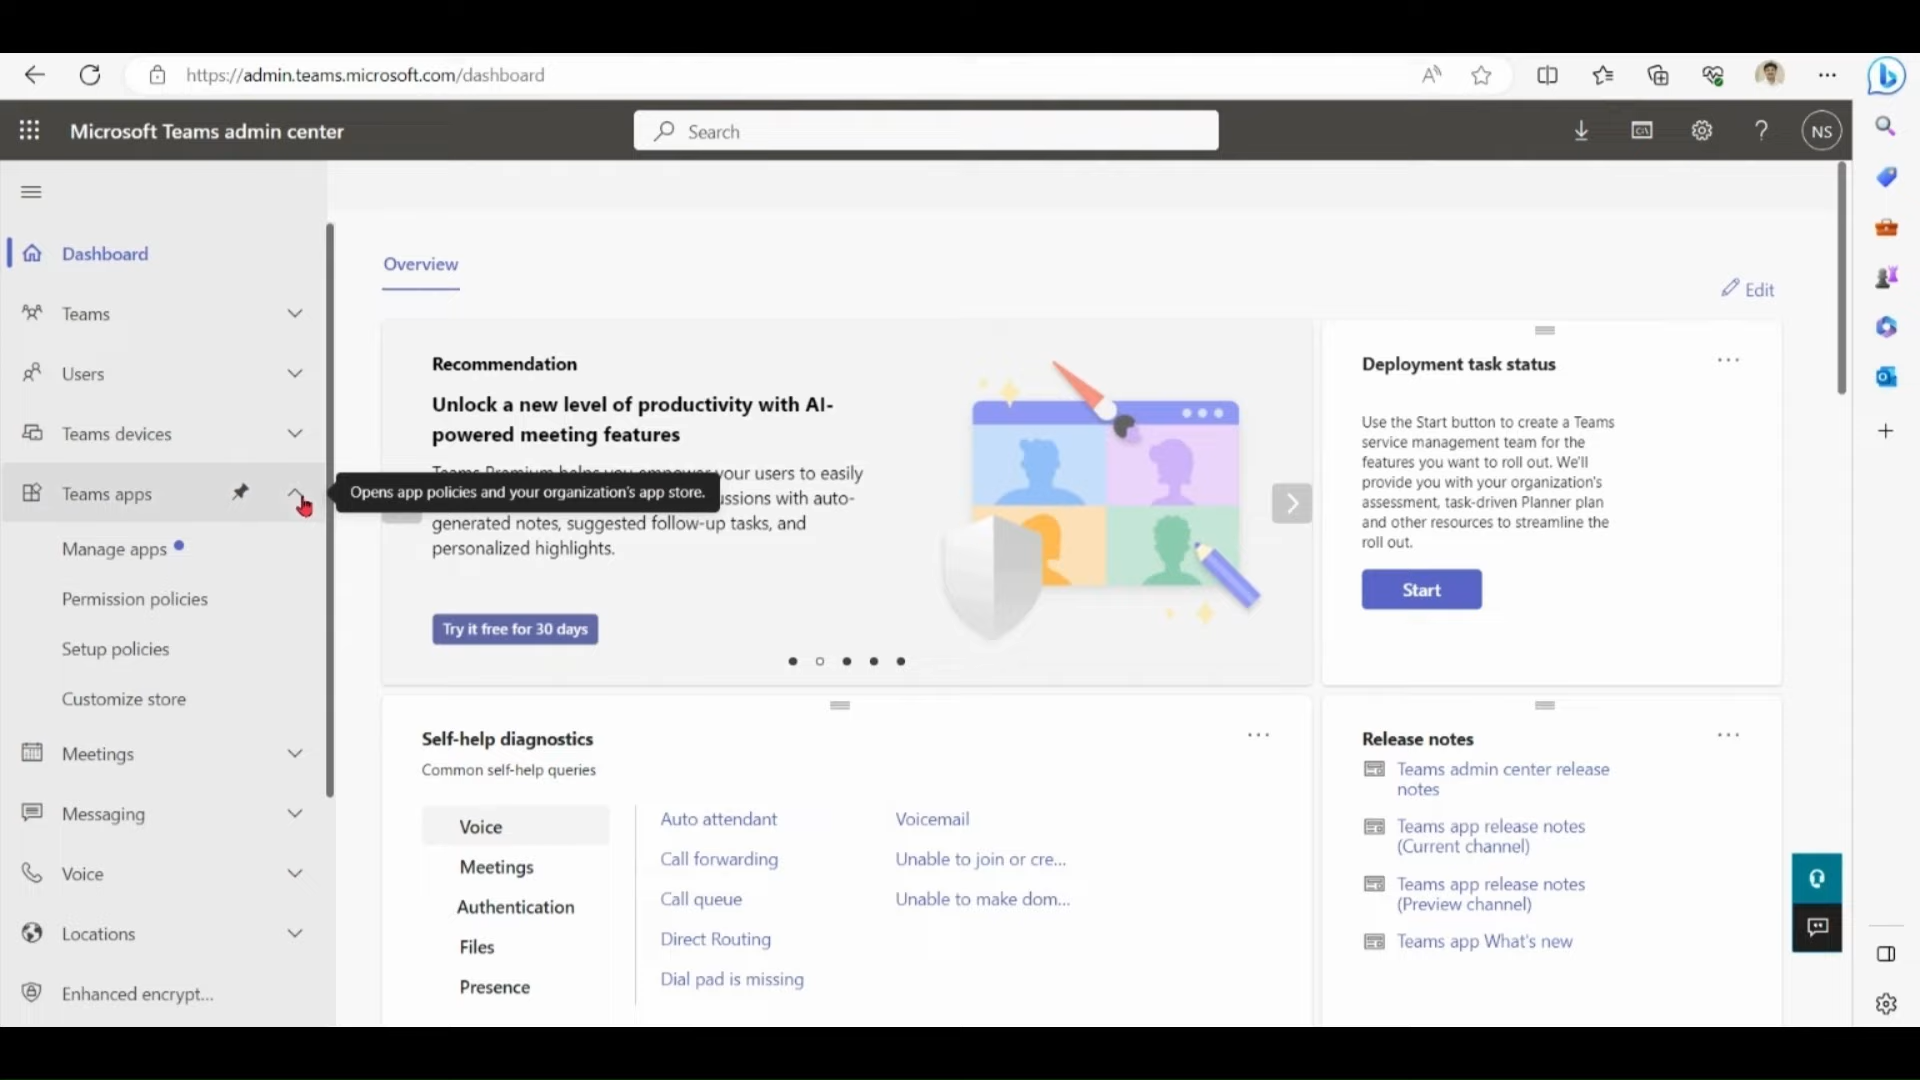 https://admin.teams.microsoft.com/dashboard
Microsoft Teams admin center
Search
NS
Dashboard
Teams
Users
Teams devices
Teams apps
Manage apps
Permission policies
Setup policies
Customize store
Meetings
Messaging
Voice
Locations
Enhanced encrypt...
Overview
Edit
Recommendation
Unlock a new level of productivity with AI-
powered meeting features
Teams Premium helps you empower your users to easily
Opens app policies and your organization's app store.
ssions with auto-
generated notes, suggested follow-up tasks, and
personalized highlights.
Try it free for 30 days
Deployment task status
Use the Start button to create a Teams
service management team for the
features you want to roll out. We'll
provide you with your organization's
assessment, task-driven Planner plan
and other resources to streamline the
roll out.
Start
Self-help diagnostics
Common self-help queries
Voice
Meetings
Authentication
Files
Presence
Auto attendant
Call forwarding
Call queue
Direct Routing
Dial pad is missing
Voicemail
Unable to join or cre...
Unable to make dom...
Release notes
Teams admin center release
notes
Teams app release notes
(Current channel)
Teams app release notes
(Preview channel)
Teams app What's new